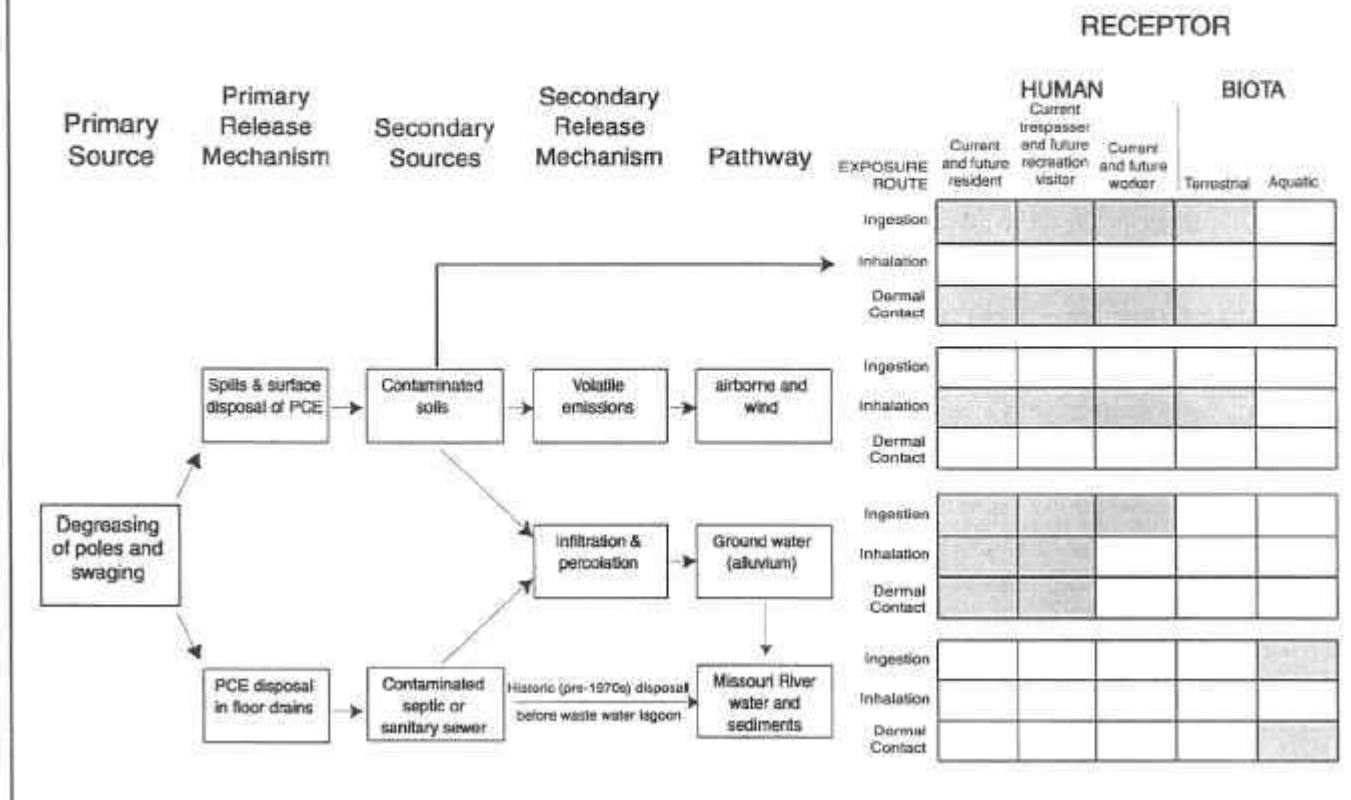 RECEPTOR
HUMAN
BIOTA
Primary
Source
Primary
Release
Mechanism
Secondary
Sources
Secondary
Release
Mechanism
Pathway
EXPOSURE
ROUTE
Current
and future
resident
Current
trespasser
and future
recreation
visitor
Current
and future
worker
Terrestrial
Aquatic
Ingestion
Inhalation
Dermal
Contact
Spills & surface
disposal of PCE
Contaminated
soils
Volatile
emissions
airborne and
wind
Ingestion
Inhalation
Dermal
Contact
Degreasing
of poles and
swaging
Infiltration &
percolation
Ground water
(alluvium)
Ingestion
Inhalation
Dermal
Contact
PCE disposal
in floor drains
Contaminated
septic or
sanitary sewer
Historic (pre-1970s) disposal
before waste water lagoon
Missouri River
water and
sediments
Ingestion
Inhalation
Dermal
Contact